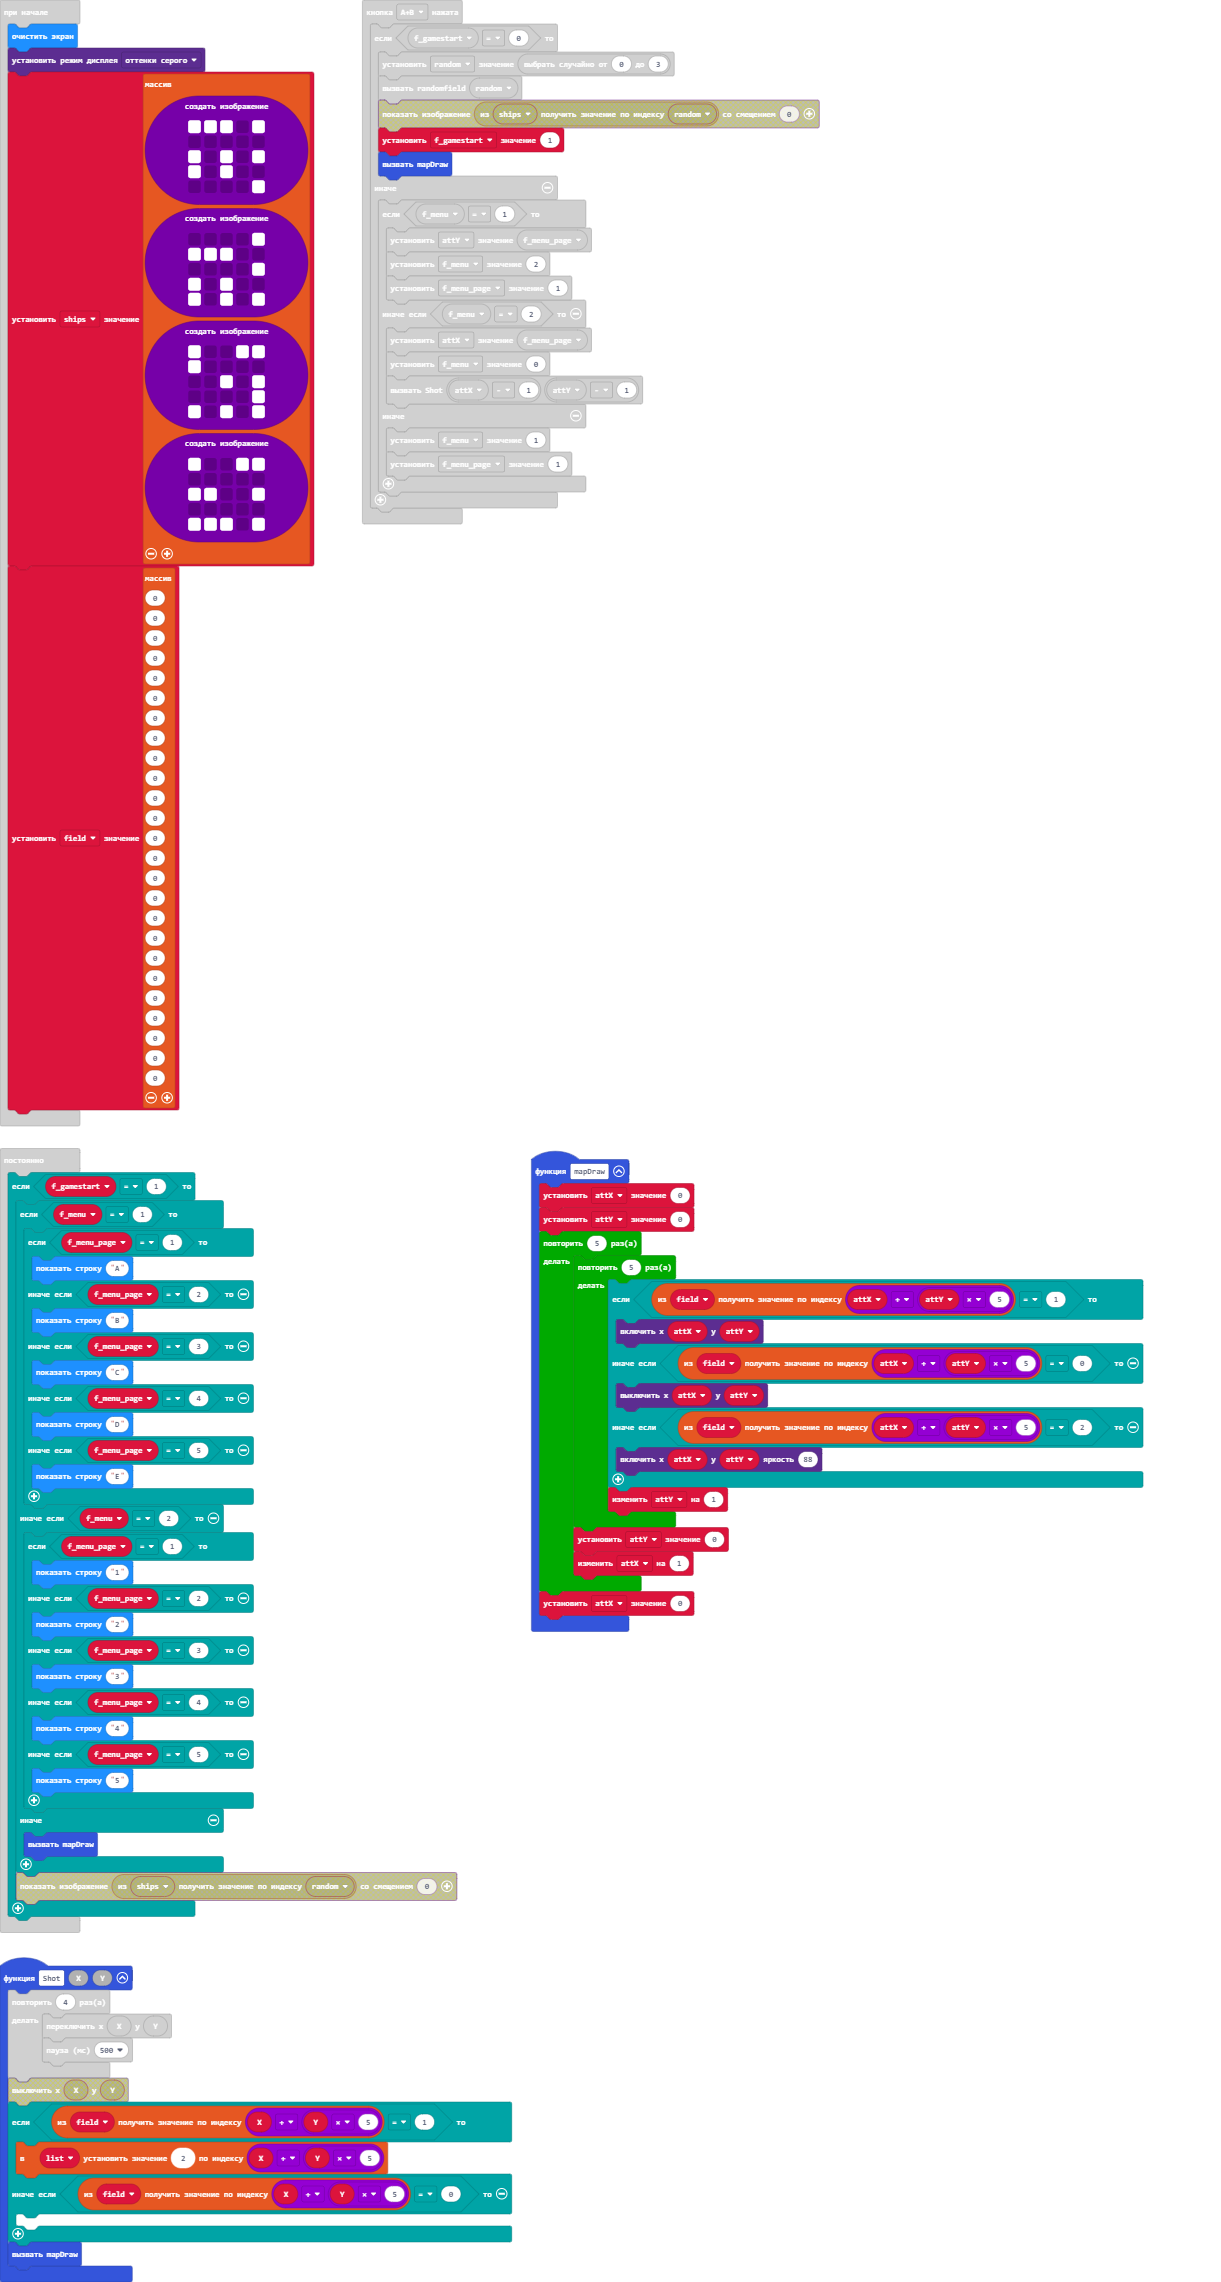 при начале
очистить экран
установить режим дисплея оттенки серого
массив
создать изображение
создать изображение
установить ships значение
создать изображение
создать изображение
массив
0
0
0
0
0
0
0
0
0
0
0
0
установить field значение 0
0
0
0
0
0
0
0
0
0
0
0
0
кнопка A+B нажата
если f_gamestart = 0 то
установить random значение выбрать случайно от 0 до 3
вызвать randomfield random
показать изображение из ships получить значение по индексу random со смещением 0
установить f_gamestart значение 1
вызвать mapDraw
иначе
если f_menu = 1 то
установить attY значение f_menu_page
установить f_menu значение 2
установить f_menu_page значение 1
иначе если f_menu = 2 то
установить attX значение f_menu_page
установить f_menu значение 0
вызвать Shot attX - 1 attY - 1
иначе
установить f_menu значение 1
установить f_menu_page значение 1
постоянно
если f_gamestart = 1 то
если f_menu = 1 то
если f_menu_page = 1 то
показать строку "A"
иначе если f_menu_page = 2 то
показать строку "B"
иначе если f_menu_page = 3 то
показать строку "C"
иначе если f_menu_page = 4 то
показать строку "D"
иначе если f_menu_page = 5 то
показать строку "E"
иначе если f_menu = 2 то
если f_menu_page = 1 то
показать строку "1"
иначе если f_menu_page = 2 то
показать строку "2"
иначе если f_menu_page = 3 то
показать строку "3"
иначе если f_menu_page = 4 то
показать строку "4"
иначе если f_menu_page = 5 то
показать строку "5"
иначе
вызвать mapDraw
показать изображение из ships получить значение по индексу random со смещением 0
функция mapDraw
установить attX значение 0
установить attY значение 0
повторить 5 раз(а)
делать повторить 5 раз(а)
делать
если из field получить значение по индексу attX + attY × 5 = 1 то
включить x attX y attY
иначе если из field получить значение по индексу attX + attY × 5 = 0 то
выключить x attX y attY
иначе если из field получить значение по индексу attX + attY × 5 = 2 то
включить x attX y attY яркость 88
изменить attY на 1
установить attY значение 0
изменить attX на 1
установить attX значение 0
функция Shot X Y
повторить 4 раз(а)
делать переключить x X y Y
пауза (мс) 500
выключить x X y Y
если из field получить значение по индексу X + Y × 5 = 1 то
в list установить значение 2 по индексу X + Y × 5
иначе если из field получить значение по индексу X + Y × 5 = 0 то
вызвать mapDraw